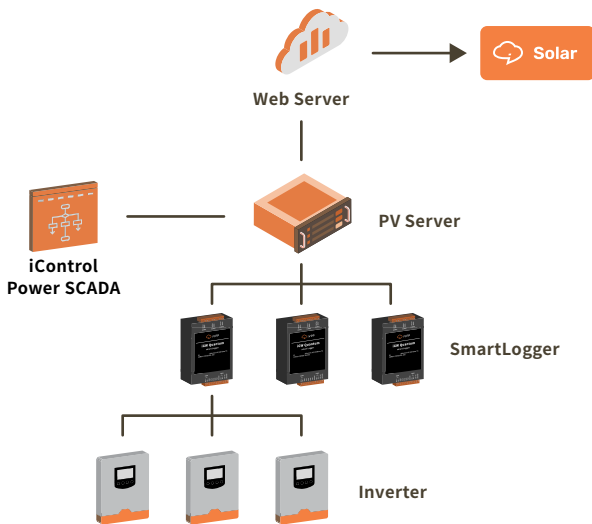 Solar
Web Server
PV Server
iControl
Power SCADA
SmartLogger
Inverter